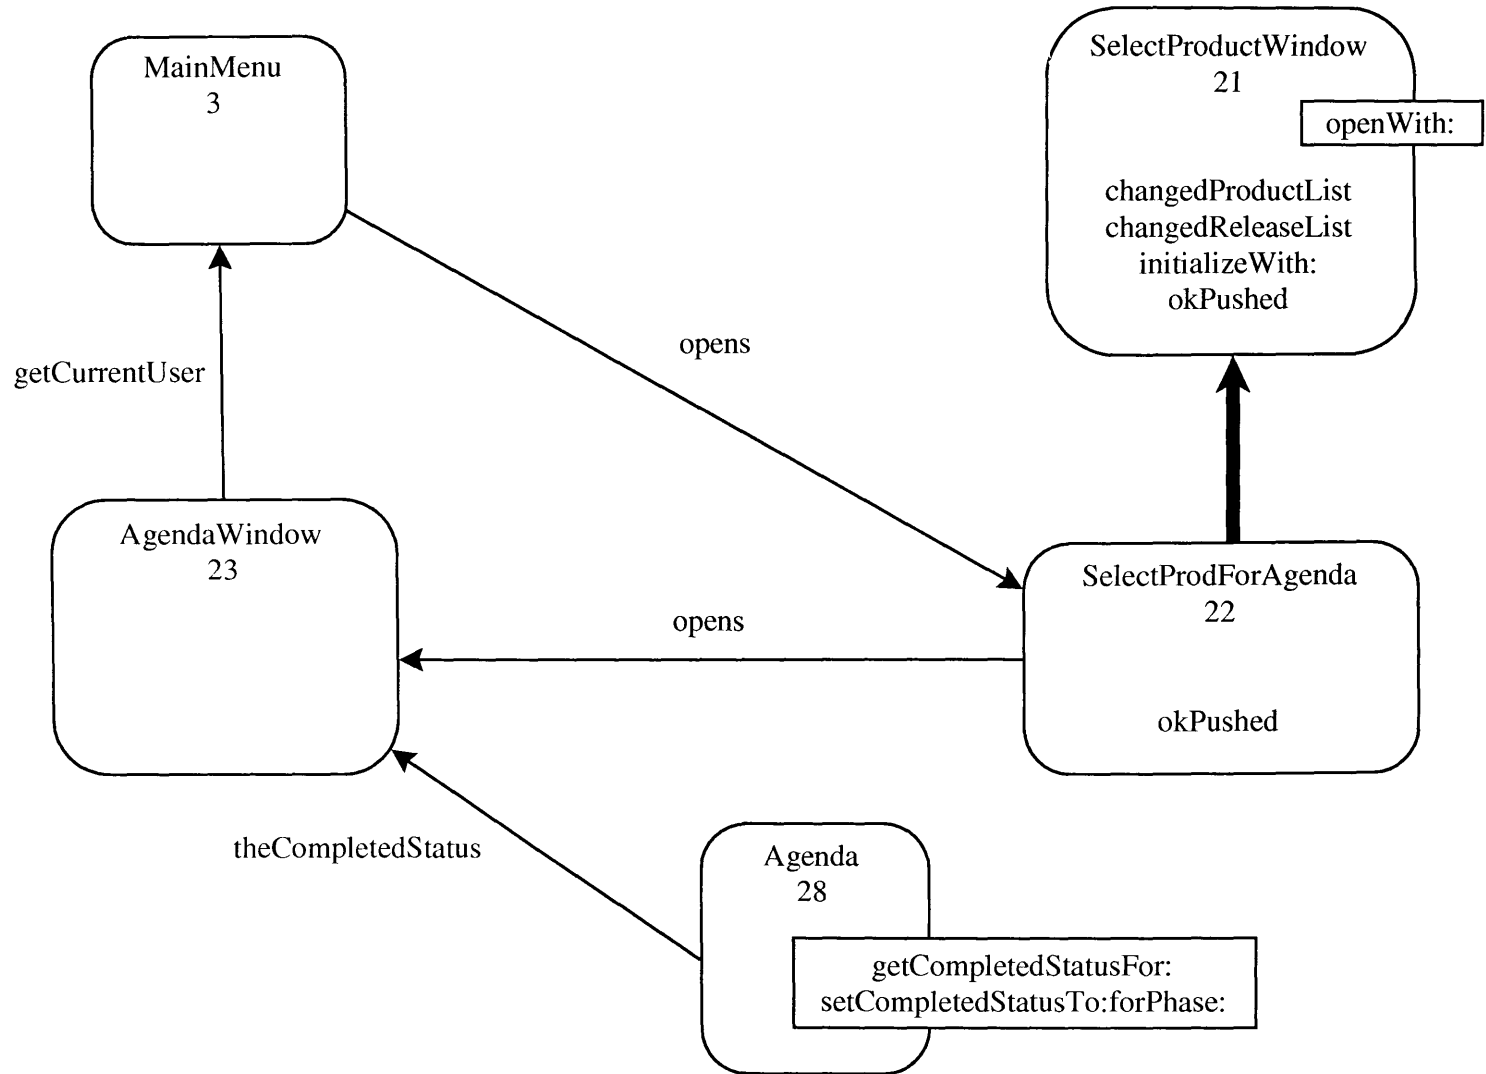 MainMenu
3
SelectProductWindow
21
openWith:
changedProductList
changedReleaseList
initializeWith:
okPushed
opens
getCurrentUser
AgendaWindow
23
SelectProdForAgenda
22
opens
okPushed
theCompletedStatus
Agenda
28
getCompletedStatusFor:
setCompletedStatusTo:forPhase: